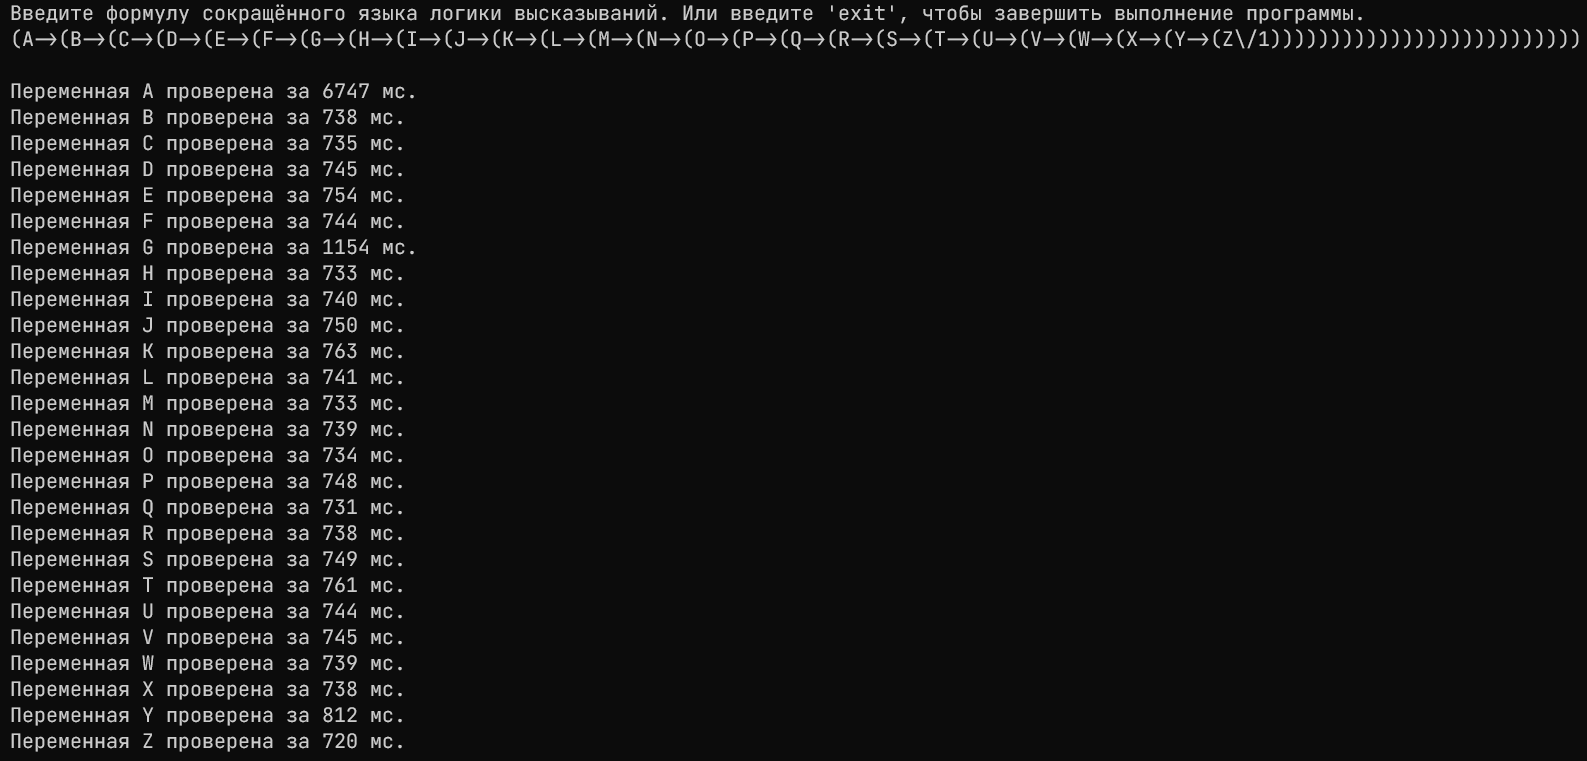 Введите формулу сокращённого языка логики высказываний. Или введите 'exit', чтобы завершить выполнение программы.
(A->(B->(C->(D->(E->(F->(G->(H->(I->(J->(K->(L->(M->(N->(O->(P->(Q->(R->(S->(T->(U->(V->(W->(X->(Y->(Z\/1))))))))))))))))))))))))))
Переменная A проверена за 6747 мс.
Переменная B проверена за 738 мс.
Переменная C проверена за 735 мс.
Переменная D проверена за 745 мс.
Переменная E проверена за 754 мс.
Переменная F проверена за 744 мс.
Переменная G проверена за 1154 мс.
Переменная H проверена за 733 мс.
Переменная I проверена за 740 мс.
Переменная J проверена за 750 мс.
Переменная K проверена за 763 мс.
Переменная L проверена за 741 мс.
Переменная M проверена за 733 мс.
Переменная N проверена за 739 мс.
Переменная O проверена за 734 мс.
Переменная P проверена за 748 мс.
Переменная Q проверена за 731 мс.
Переменная R проверена за 738 мс.
Переменная S проверена за 749 мс.
Переменная T проверена за 761 мс.
Переменная U проверена за 744 мс.
Переменная V проверена за 745 мс.
Переменная W проверена за 739 мс.
Переменная X проверена за 738 мс.
Переменная Y проверена за 812 мс.
Переменная Z проверена за 720 мс.